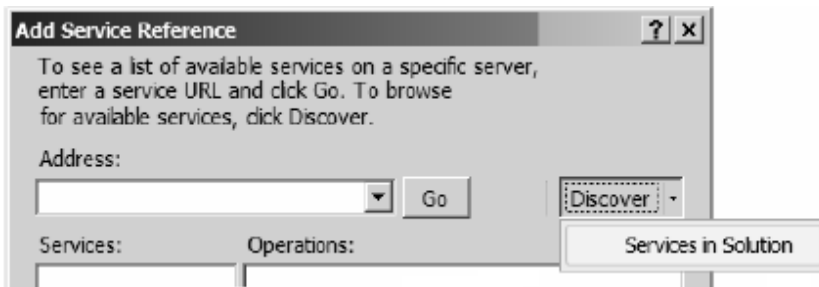 Add Service Reference
To see a list of available services on a specific server,
enter a service URL and click Go. To browse
for available services, click Discover.
Address:
Go
Discover
Services in Solution
Services:
Operations: